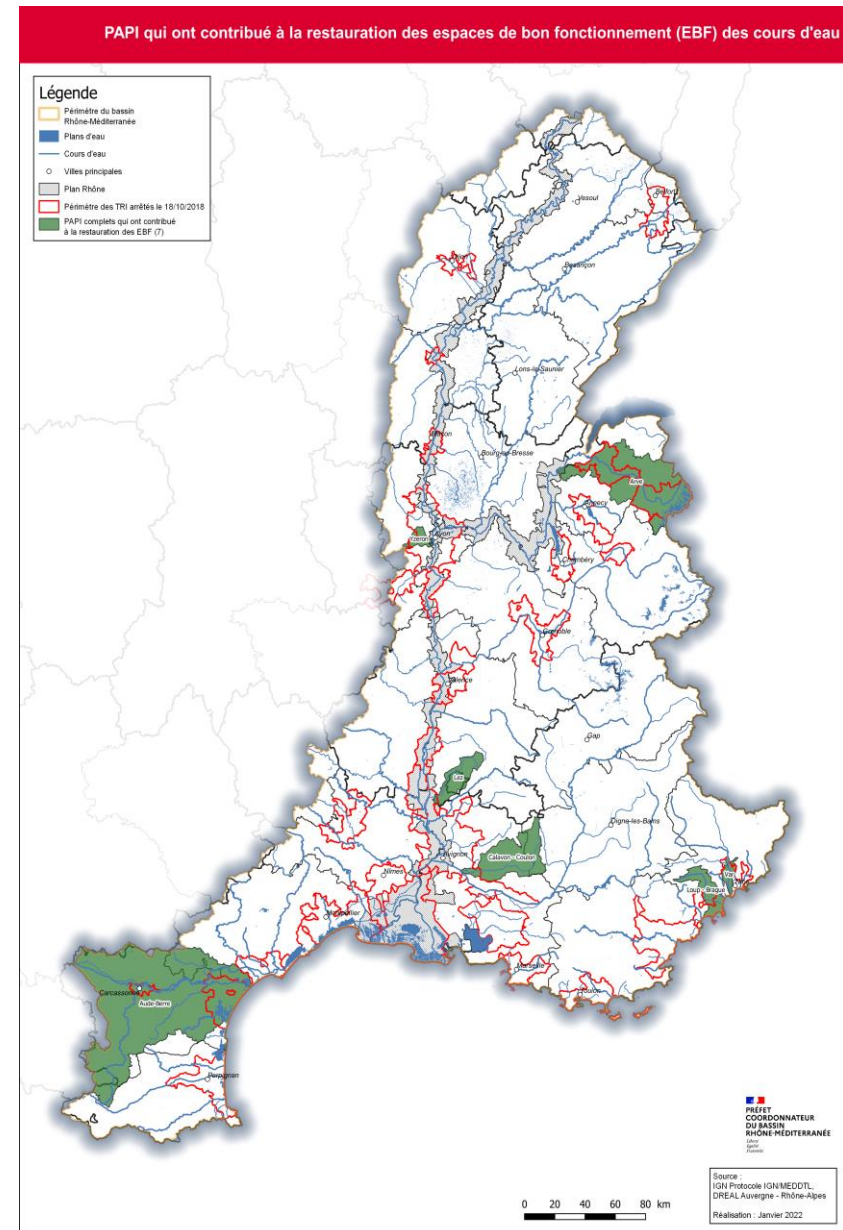 PAPI qui ont contribué à la restauration des espaces de bon fonctionnement (EBF) des cours d'eau
Légende
Périmètre du bassin
Rhône-Méditerranée
Plans d'eau
Cours d'eau
Villes principales
Plan Rhône
Périmètre des TRI arrêtés le 18/10/2018
PAPI complets qui ont contribué
à la restauration des EBF (7)
Vesoul
Belfort
Dijon
Besançon
Lons-le-Saunier
Mâcon
Bourg-en-Bresse
Arve
Annecy
Yzeron
Lyon
Chambéry
Grenoble
Valence
Gap
Lez
Digne-les-Bains
Avignon
Calavon - Coulon
Nîmes
Var
Loup - Brague
Montpellier
Marseille
Toulon
Carcassonne
Aude-Berre
Perpignan
PRÉFET
COORDONNATEUR
DU BASSIN
RHÔNE-MÉDITERRANÉE
Liberté
Égalité
Fraternité
Source :
IGN Protocole IGN/MEDDTL,
DREAL Auvergne - Rhône-Alpes
Réalisation : Janvier 2022
0 20 40 60 80 km